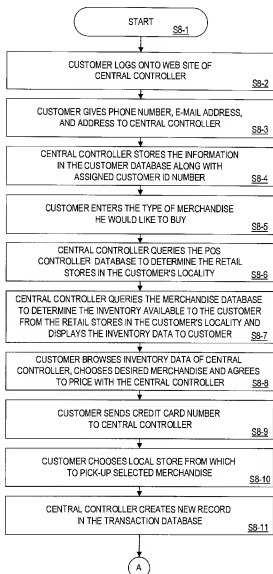 START
S8-1
CUSTOMER LOGS ONTO WEB SITE OF
CENTRAL CONTROLLER
S8-2
CUSTOMER GIVES PHONE NUMBER, E-MAIL ADDRESS,
AND ADDRESS TO CENTRAL CONTROLLER
S8-3
CENTRAL CONTROLLER STORES THE INFORMATION
IN THE CUSTOMER DATABASE ALONG WITH
ASSIGNED CUSTOMER ID NUMBER
S8-4
CUSTOMER ENTERS THE TYPE OF MERCHANDISE
HE WOULD LIKE TO BUY
S8-5
CENTRAL CONTROLLER QUERIES THE POS
CONTROLLER DATABASE TO DETERMINE THE RETAIL
STORES IN THE CUSTOMER'S LOCALITY
S8-6
CENTRAL CONTROLLER QUERIES THE MERCHANDISE DATABASE
TO DETERMINE THE INVENTORY AVAILABLE TO THE CUSTOMER
FROM THE RETAIL STORES IN THE CUSTOMER'S LOCALITY AND
DISPLAYS THE INVENTORY DATA TO CUSTOMER
S8-7
CUSTOMER BROWSES INVENTORY DATA OF CENTRAL
CONTROLLER, CHOOSES DESIRED MERCHANDISE AND AGREES
TO PRICE WITH THE CENTRAL CONTROLLER
S8-8
CUSTOMER SENDS CREDIT CARD NUMBER
TO CENTRAL CONTROLLER
S8-9
CUSTOMER CHOOSES LOCAL STORE FROM WHICH
TO PICK-UP SELECTED MERCHANDISE
S8-10
CENTRAL CONTROLLER CREATES NEW RECORD
IN THE TRANSACTION DATABASE
S8-11
A